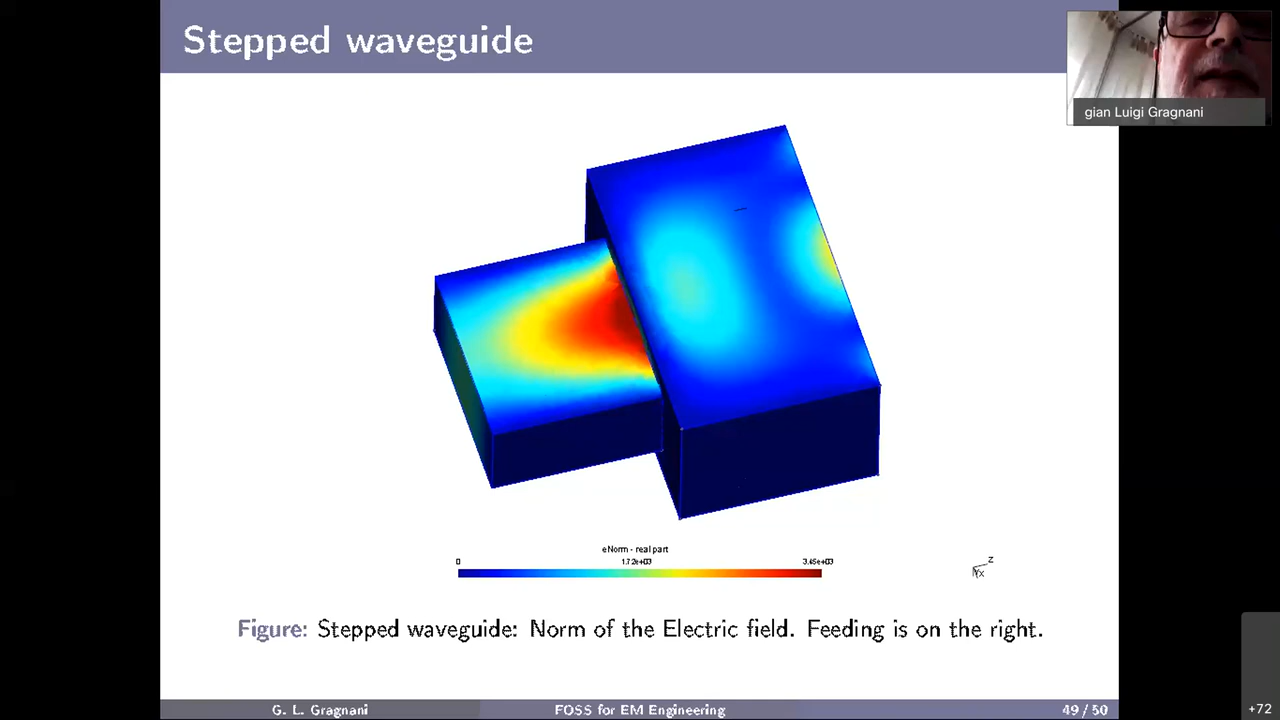 Stepped waveguide
gian Luigi Gragnani
eNorm - real part
0 1.72e+03 3.45e+03
Z
Figure: Stepped waveguide: Norm of the Electric field. Feeding is on the right.
G. L. Gragnani FOSS for EM Engineering 49 / 50
+72